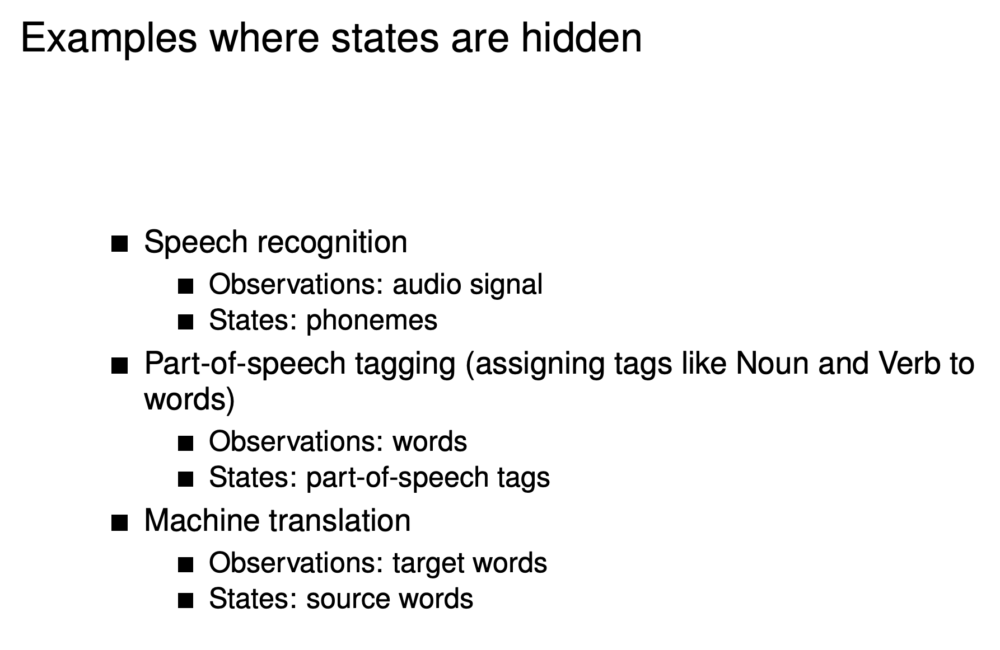 Examples where states are hidden
Speech recognition
Observations: audio signal
States: phonemes
Part-of-speech tagging (assigning tags like Noun and Verb to
words)
Observations: words
States: part-of-speech tags
Machine translation
Observations: target words
States: source words